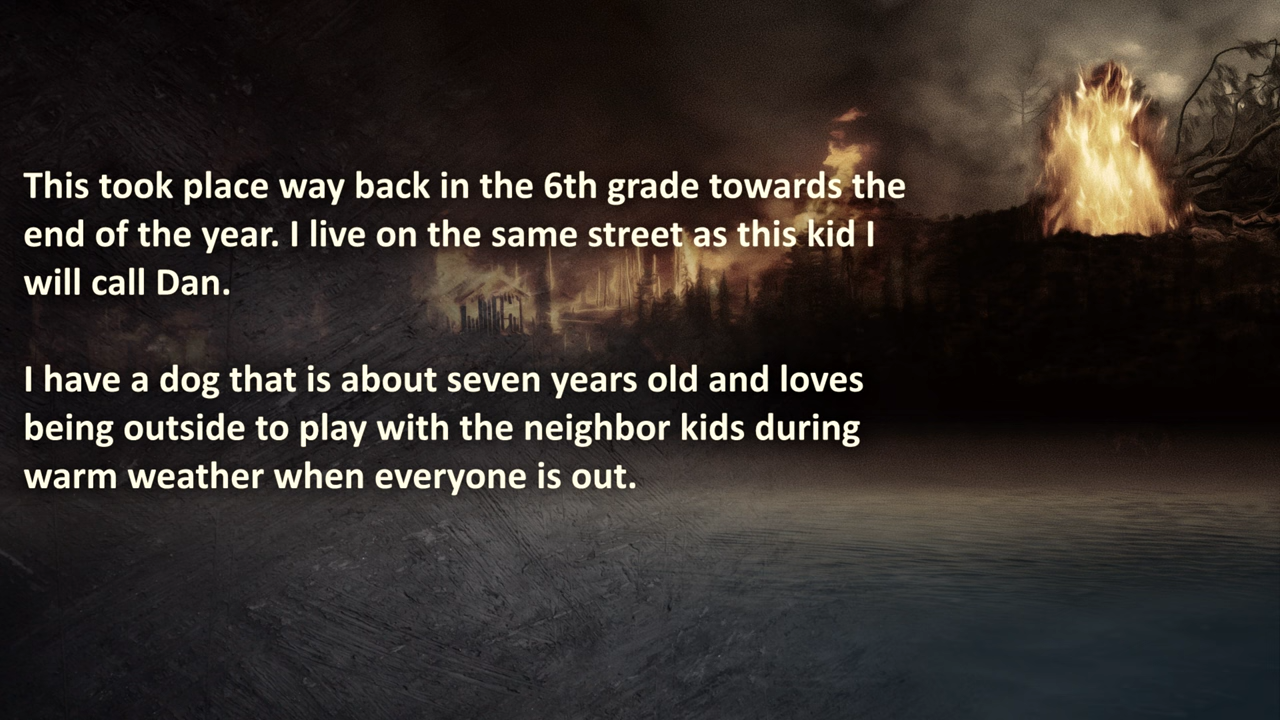 This took place way back in the 6th grade towards the
end of the year. I live on the same street as this kid I
will call Dan.
I have a dog that is about seven years old and loves
being outside to play with the neighbor kids during
warm weather when everyone is out.